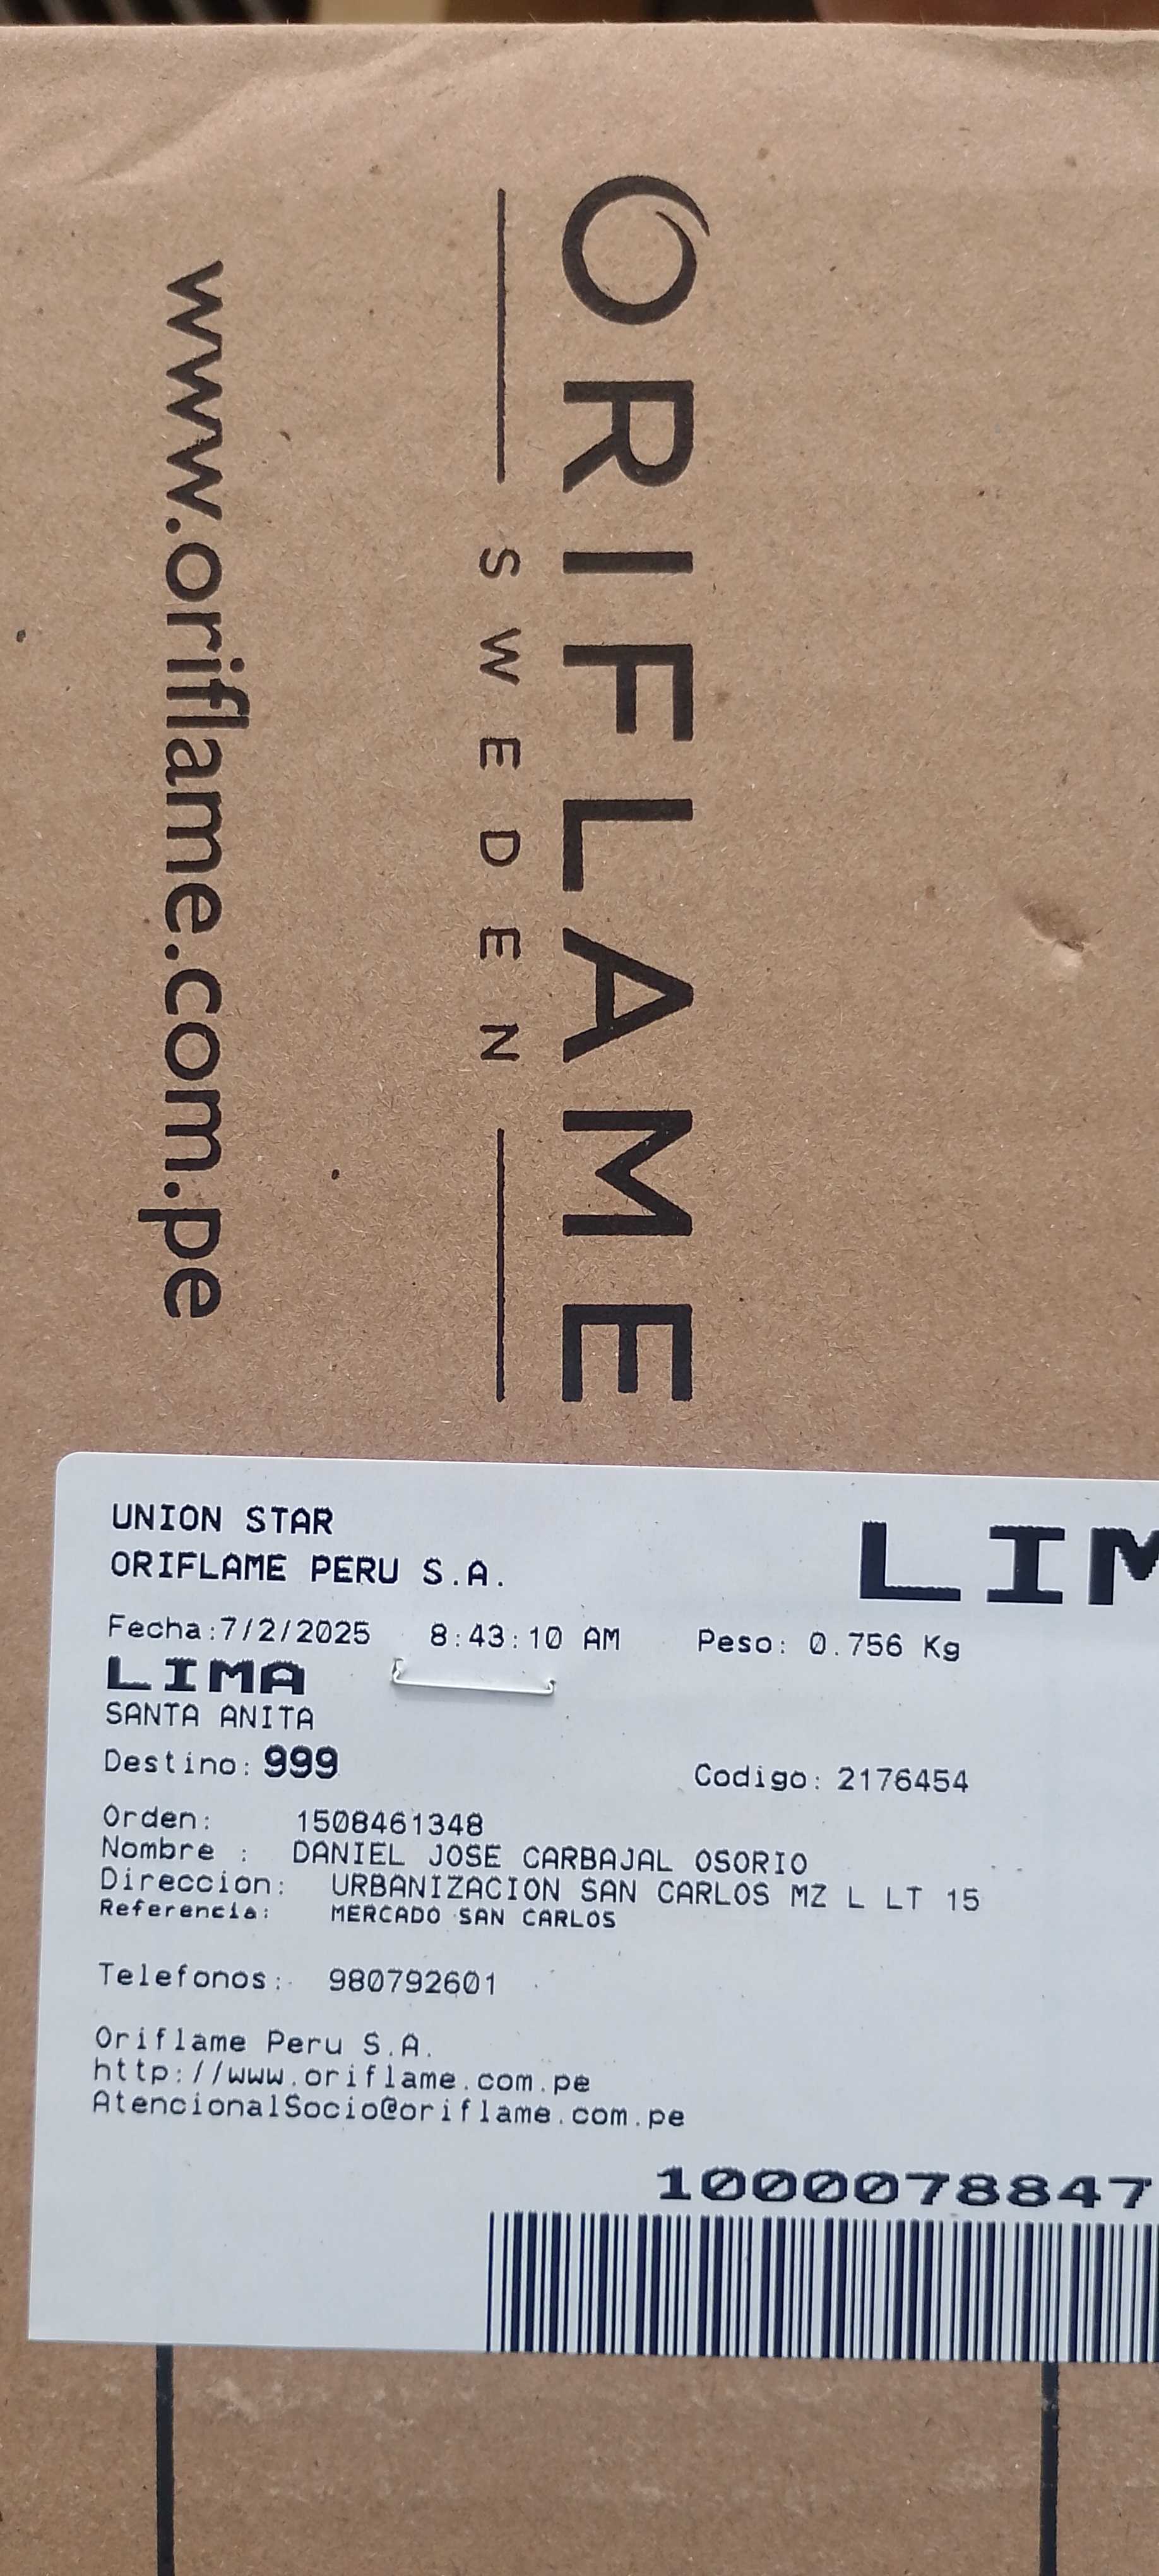 ORIFLAME
SWEDEN
www.oriflame.com.pe
UNION STAR
ORIFLAME PERU S.A.
LIM
Fecha:7/2/2025 8:43:10 AM Peso: 0.756 Kg
LIMA
SANTA ANITA
Destino: 999 Codigo: 2176454
Orden: 1508461348
Nombre : DANIEL JOSE CARBAJAL OSORIO
Direccion: URBANIZACION SAN CARLOS MZ L LT 15
Referencia: MERCADO SAN CARLOS
Telefonos: 980792601
Oriflame Peru S.A.
http://www.oriflame.com.pe
AtencionalSocio@oriflame.com.pe
1000078847